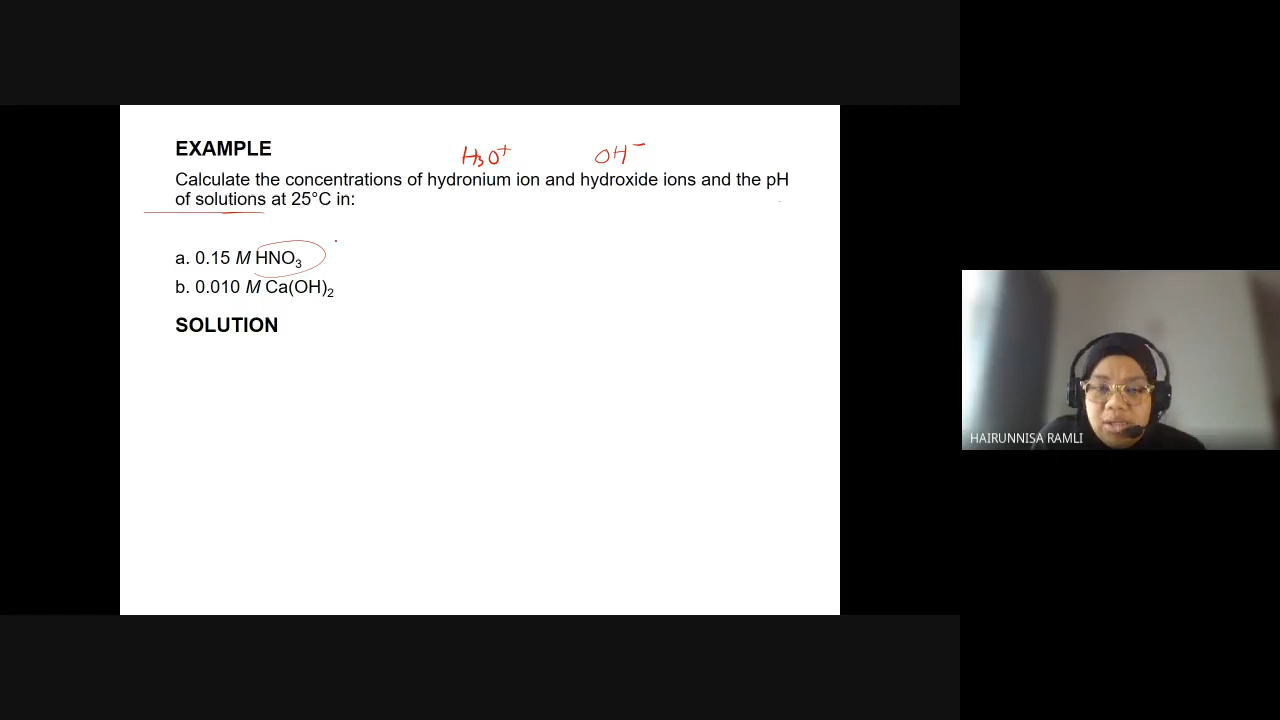 EXAMPLE
H₃O⁺ OH⁻
Calculate the concentrations of hydronium ion and hydroxide ions and the pH
of solutions at 25°C in:
a. 0.15 M HNO₃
b. 0.010 M Ca(OH)₂
SOLUTION
HAIRUNNISA RAMLI